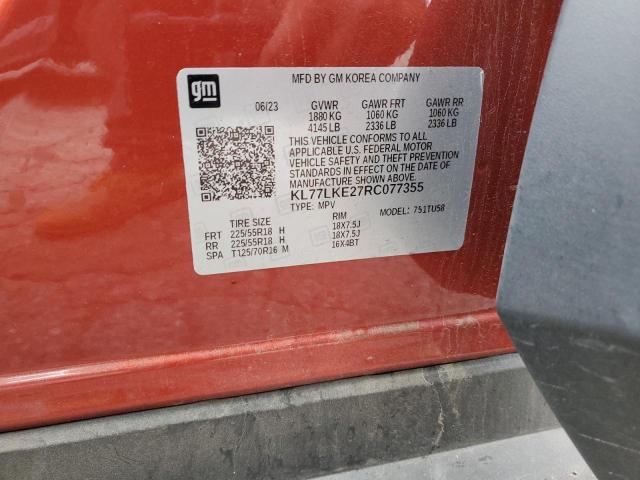 gm
MFD BY GM KOREA COMPANY
06/23 GVWR GAWR FRT GAWR RR
1880 KG 1060 KG 1060 KG
4145 LB 2336 LB 2336 LB
THIS VEHICLE CONFORMS TO ALL
APPLICABLE U.S. FEDERAL MOTOR
VEHICLE SAFETY AND THEFT PREVENTION
STANDARDS IN EFFECT ON THE DATE OF
MANUFACTURE SHOWN ABOVE.
KL77LKE27RC077355
TYPE: MPV MODEL: 751TU58
TIRE SIZE RIM
FRT 225/55R18 H 18X7.5J
RR 225/55R18 H 18X7.5J
SPA T125/70R16 M 16X4BT